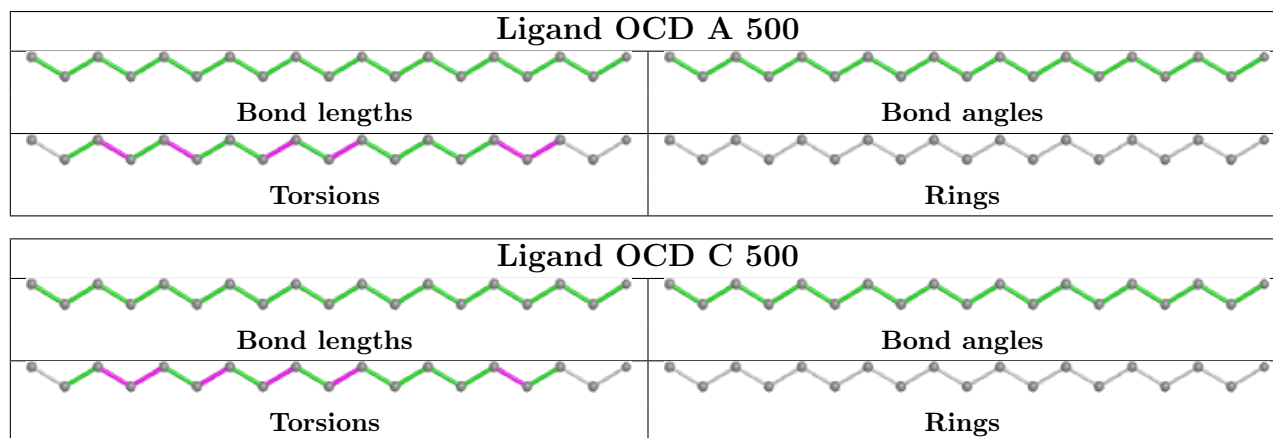 Ligand OCD A 500
Bond lengths
Bond angles
Torsions
Rings
Ligand OCD C 500
Bond lengths
Bond angles
Torsions
Rings